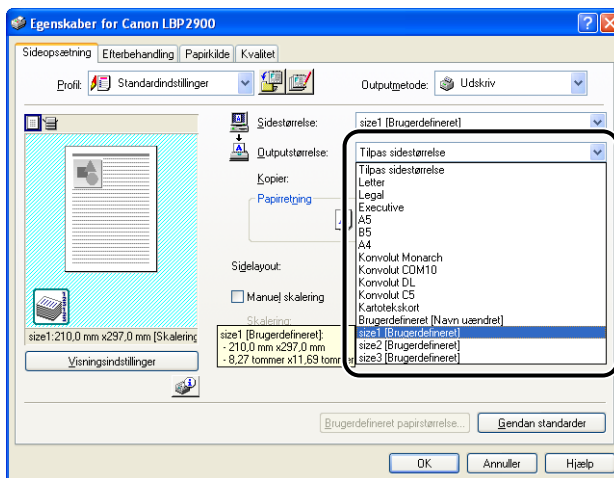 Egenskaber for Canon LBP2900
Sideopsætning Efterbehandling Papirkilde Kvalitet
Profil: Standardindstillinger Outputmetode: Udskriv
Sidestørrelse: size1 [Brugerdefineret]
Outputstørrelse: Tilpas sidestørrelse
Tilpas sidestørrelse
Kopier: Letter
Legal
Papirretning Executive
A5
B5
A4
Konvolut Monarch
Konvolut COM10
Sidelayout: Konvolut DL
Konvolut C5
Kartotekskort
Manuel skalering
Brugerdefineret [Navn uændret]
Skalering:
size1 [Brugerdefineret]
size2 [Brugerdefineret]
size3 [Brugerdefineret]
size1:210,0 mm x297,0 mm [Skalering
size1 [Brugerdefineret]:
- 210,0 mm x297,0 mm
- 8,27 tommer x11,69 tommer
Visningsindstillinger
Brugerdefineret papirstørrelse... Gendan standarder
OK Annuller Hjælp